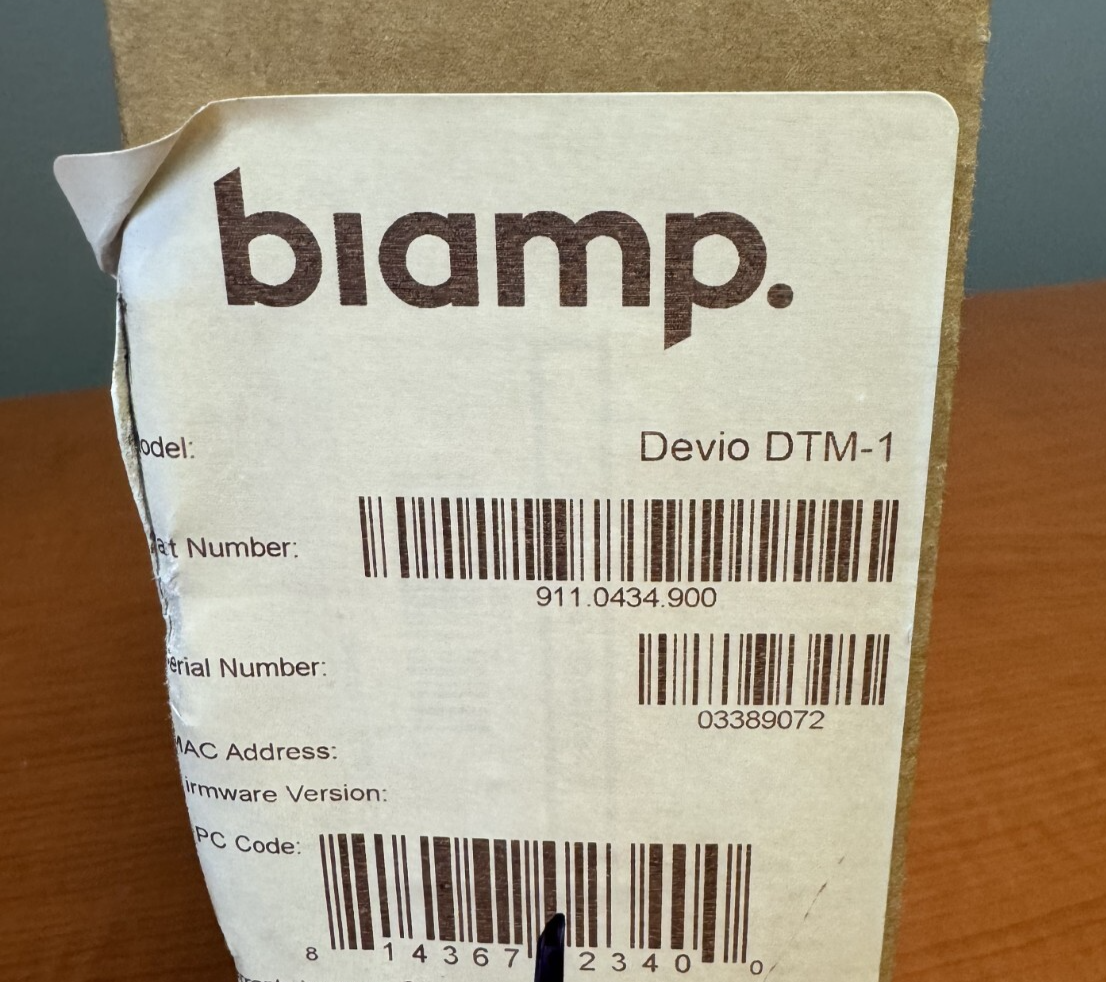 biamp.
odel: Devio DTM-1
at Number:
911.0434.900
erial Number:
03389072
MAC Address:
irmware Version:
PC Code:
8 14367 2340 0